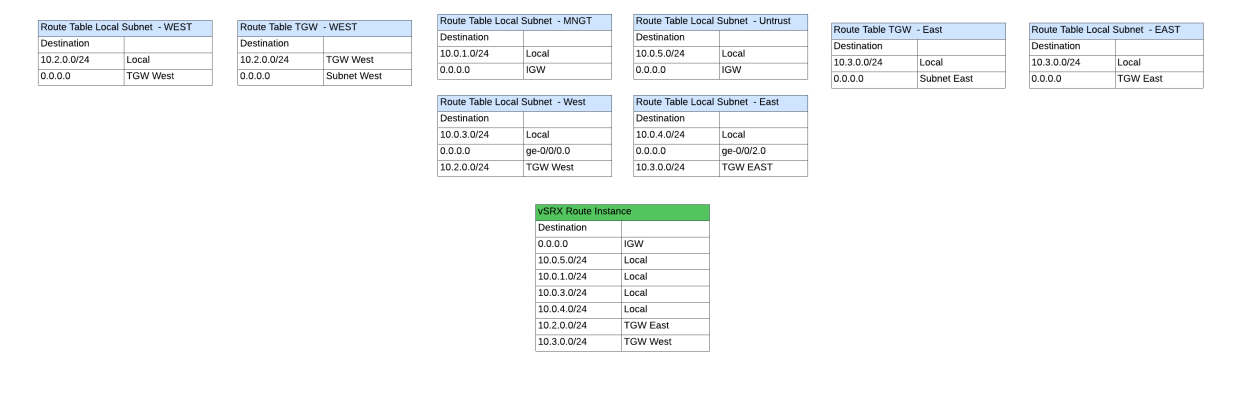 Route Table Local Subnet - WEST
Destination
10.2.0.0/24 Local
0.0.0.0 TGW West
Route Table TGW - WEST
Destination
10.2.0.0/24 TGW West
0.0.0.0 Subnet West
Route Table Local Subnet - MNGT
Destination
10.0.1.0/24 Local
0.0.0.0 IGW
Route Table Local Subnet - Untrust
Destination
10.0.5.0/24 Local
0.0.0.0 IGW
Route Table TGW - East
Destination
10.3.0.0/24 Local
0.0.0.0 Subnet East
Route Table Local Subnet - EAST
Destination
10.3.0.0/24 Local
0.0.0.0 TGW East
Route Table Local Subnet - West
Destination
10.0.3.0/24 Local
0.0.0.0 ge-0/0/0.0
10.2.0.0/24 TGW West
Route Table Local Subnet - East
Destination
10.0.4.0/24 Local
0.0.0.0 ge-0/0/2.0
10.3.0.0/24 TGW EAST
vSRX Route Instance
Destination
0.0.0.0 IGW
10.0.5.0/24 Local
10.0.1.0/24 Local
10.0.3.0/24 Local
10.0.4.0/24 Local
10.2.0.0/24 TGW East
10.3.0.0/24 TGW West